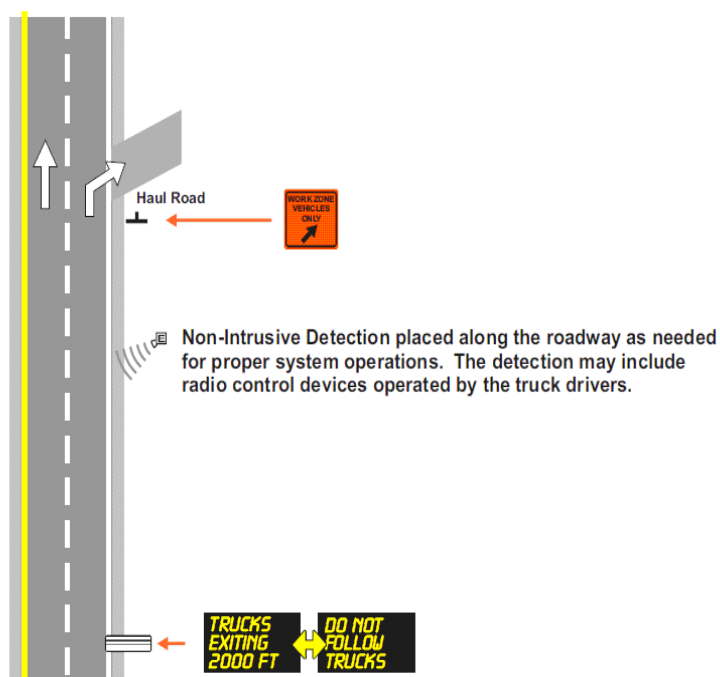 Haul Road
WORK ZONE
VEHICLES
ONLY
Non-Intrusive Detection placed along the roadway as needed
for proper system operations.  The detection may include
radio control devices operated by the truck drivers.
TRUCKS
EXITING
2000 FT
DO NOT
FOLLOW
TRUCKS